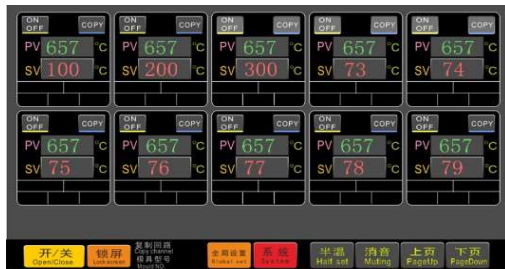 ON OFF COPY ON OFF COPY ON OFF COPY ON OFF COPY ON OFF COPY
PV 657 °C PV 657 °C PV 657 °C PV 657 °C PV 657 °C
SV 100 °C SV 200 °C SV 300 °C SV 73 °C SV 74 °C
ON OFF COPY ON OFF COPY ON OFF COPY ON OFF COPY ON OFF COPY
PV 657 °C PV 657 °C PV 657 °C PV 657 °C PV 657 °C
SV 75 °C SV 76 °C SV 77 °C SV 78 °C SV 79 °C
开/关 锁屏 复制回路 全局设置 系统 半温 消音 上页 下页
Open/Close Lockscreen Copy channel Global set System Half set Muting PageUp PageDown
模具型号
Mould NO.